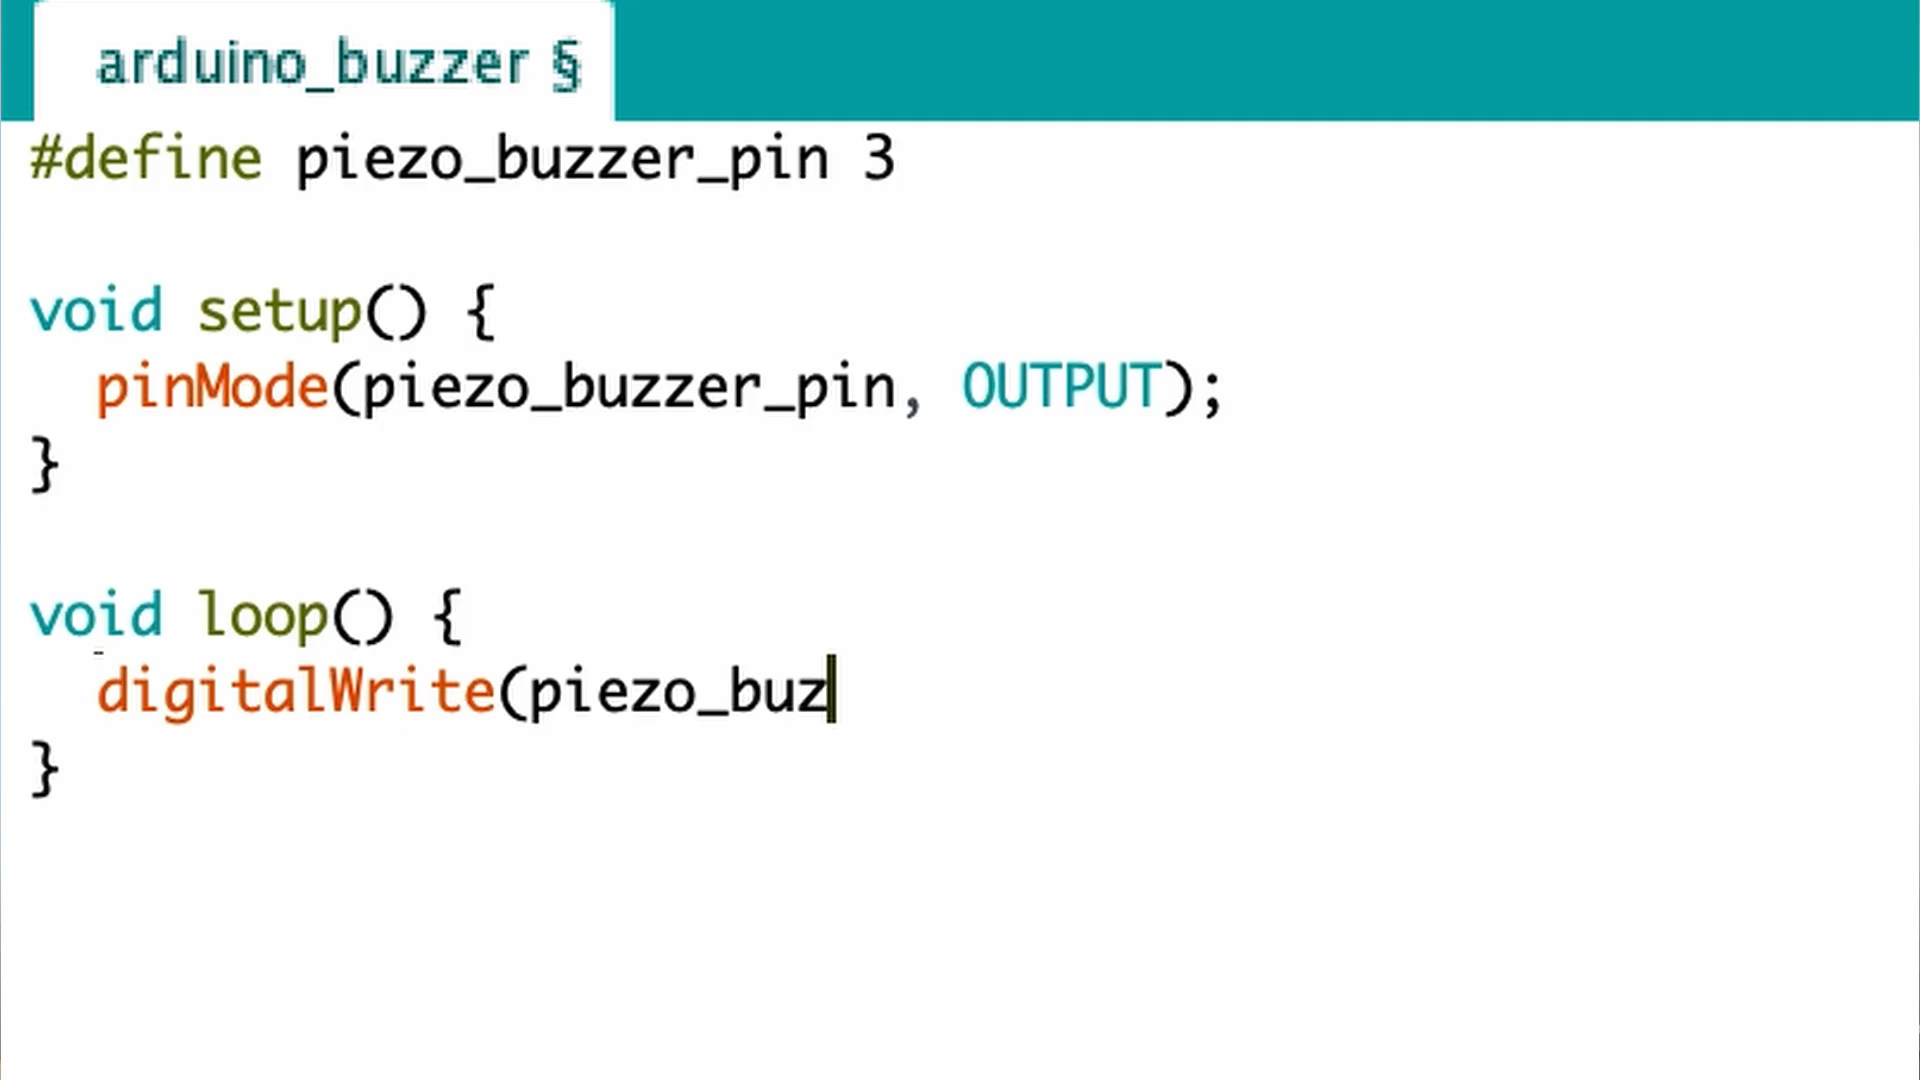 arduino_buzzer §
#define piezo_buzzer_pin 3
void setup() {
pinMode(piezo_buzzer_pin, OUTPUT);
}
void loop() {
digitalWrite(piezo_buz
}